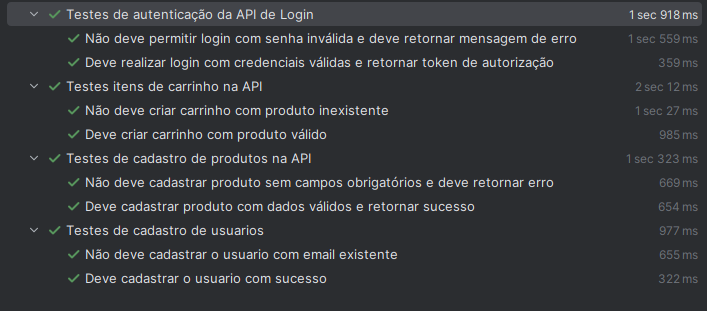 Testes de autenticação da API de Login 1 sec 918 ms
Não deve permitir login com senha inválida e deve retornar mensagem de erro 1 sec 559 ms
Deve realizar login com credenciais válidas e retornar token de autorização 359 ms
Testes itens de carrinho na API 2 sec 12 ms
Não deve criar carrinho com produto inexistente 1 sec 27 ms
Deve criar carrinho com produto válido 985 ms
Testes de cadastro de produtos na API 1 sec 323 ms
Não deve cadastrar produto sem campos obrigatórios e deve retornar erro 669 ms
Deve cadastrar produto com dados válidos e retornar sucesso 654 ms
Testes de cadastro de usuarios 977 ms
Não deve cadastrar o usuario com email existente 655 ms
Deve cadastrar o usuario com sucesso 322 ms